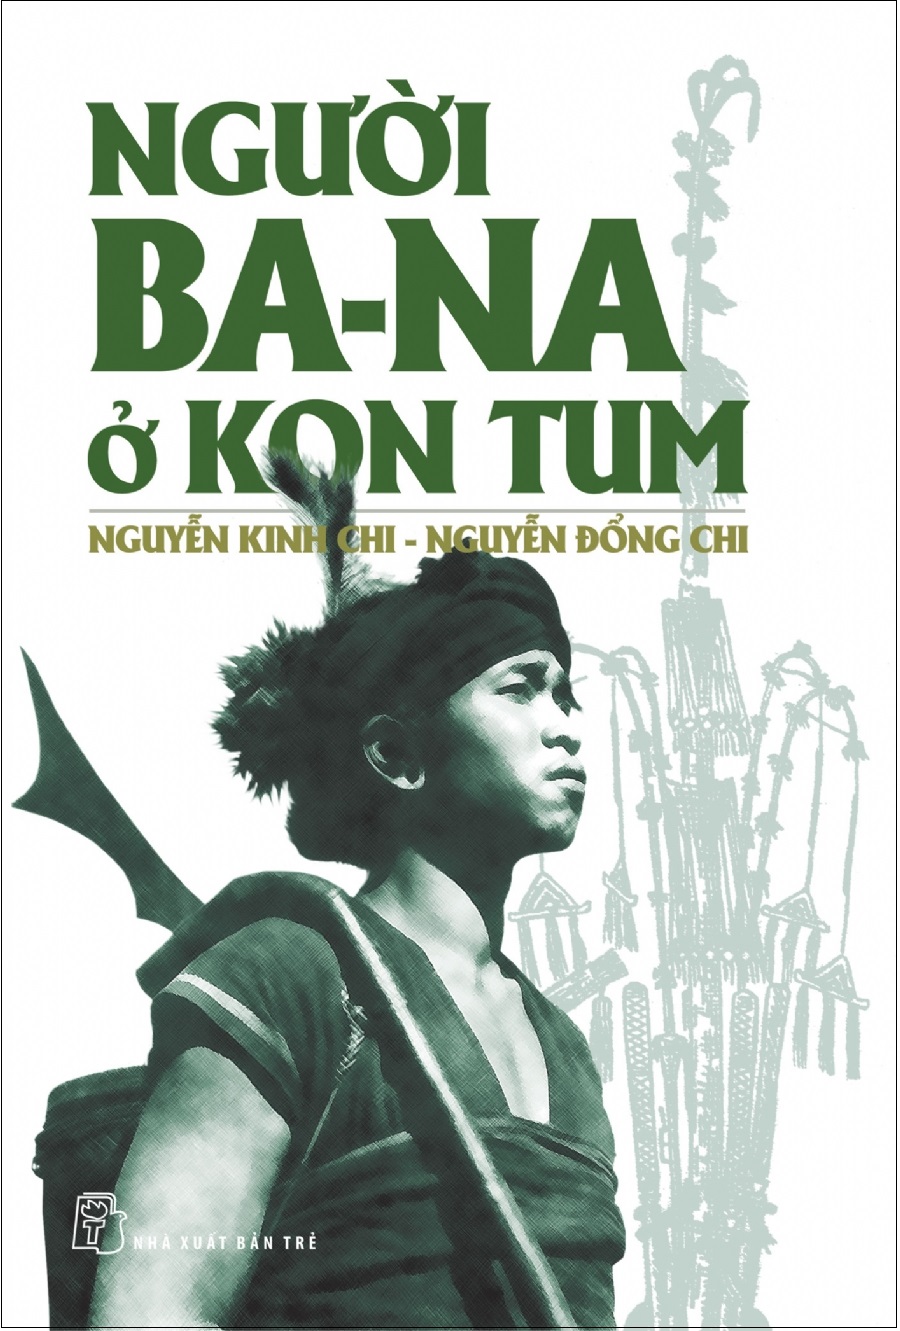 NGƯỜI
BA-NA
Ở KON TUM
NGUYỄN KINH CHI - NGUYỄN ĐỔNG CHI
NHÀ XUẤT BẢN TRẺ